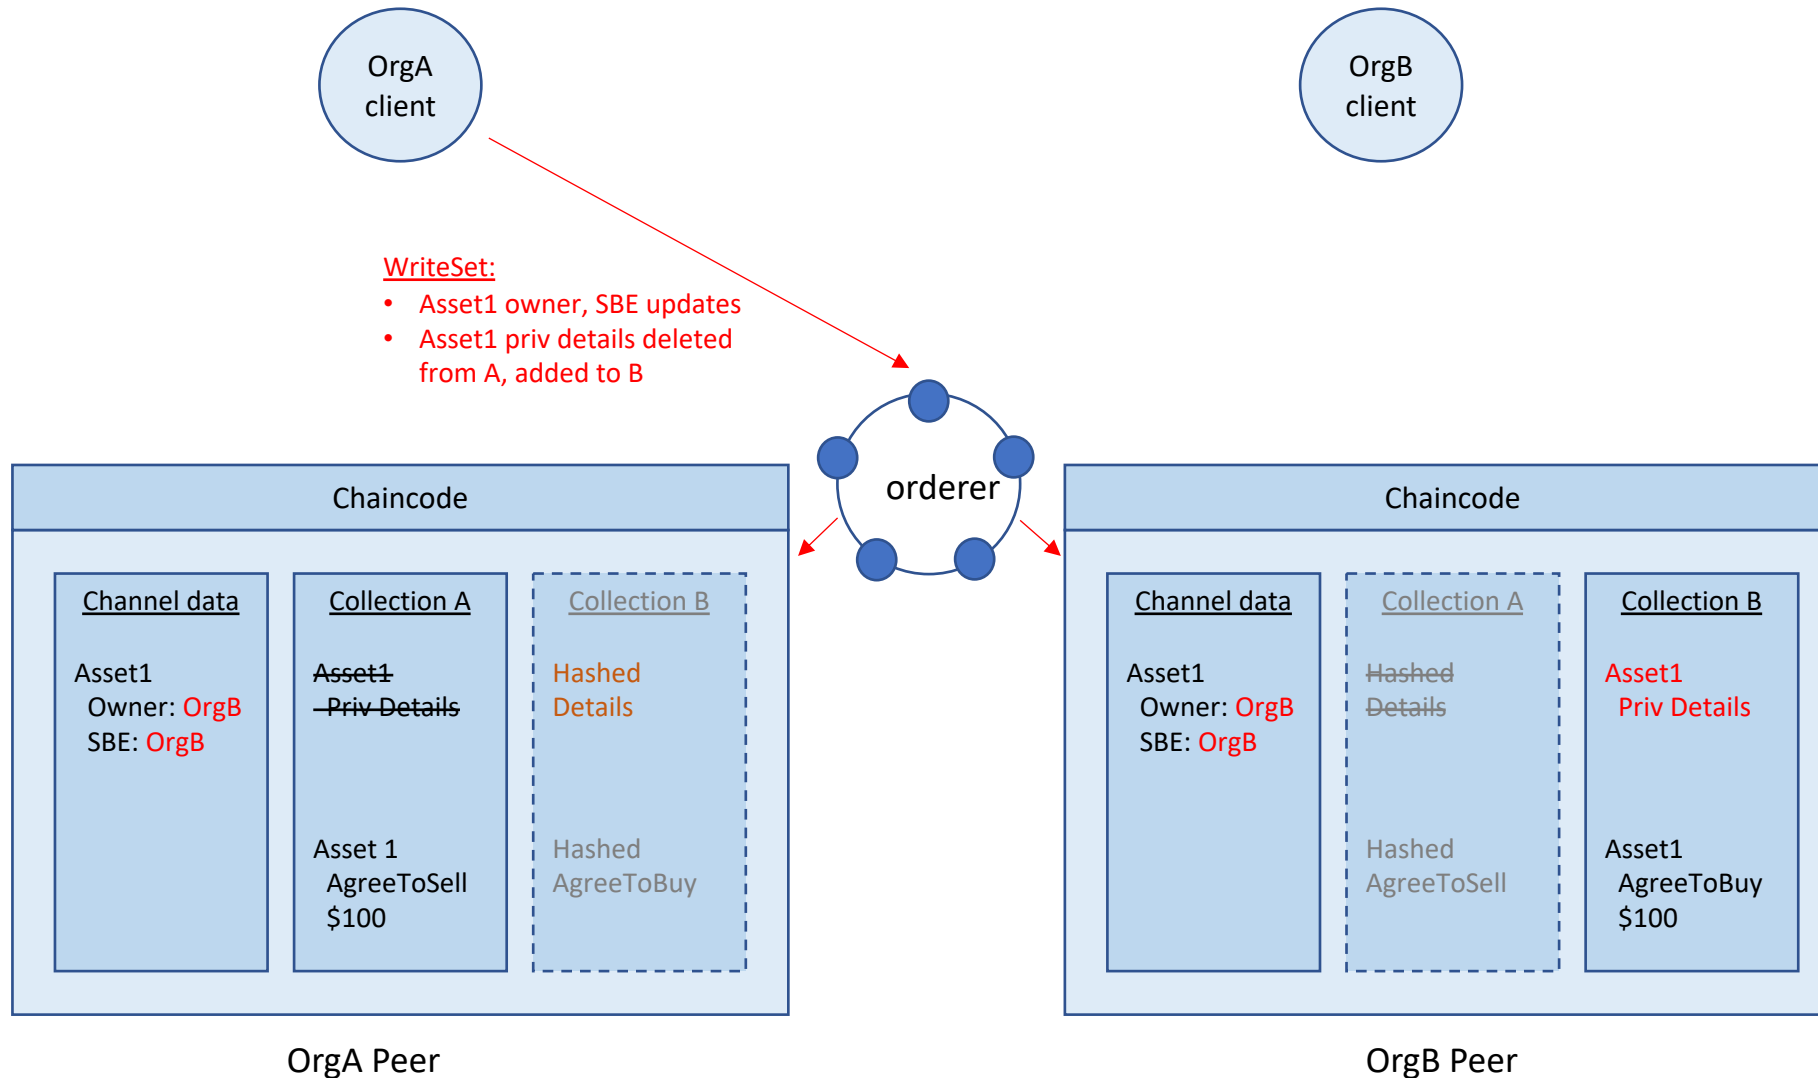 OrgA
client
OrgB
client
WriteSet:
• Asset1 owner, SBE updates
• Asset1 priv details deleted
from A, added to B
orderer
Chaincode
Channel data
Asset1
Owner: OrgB
SBE: OrgB
Collection A
Asset1
Priv Details
Asset 1
AgreeToSell
$100
Collection B
Hashed
Details
Hashed
AgreeToBuy
OrgA Peer
Chaincode
Channel data
Asset1
Owner: OrgB
SBE: OrgB
Collection A
Hashed
Details
Hashed
AgreeToSell
Collection B
Asset1
Priv Details
Asset1
AgreeToBuy
$100
OrgB Peer